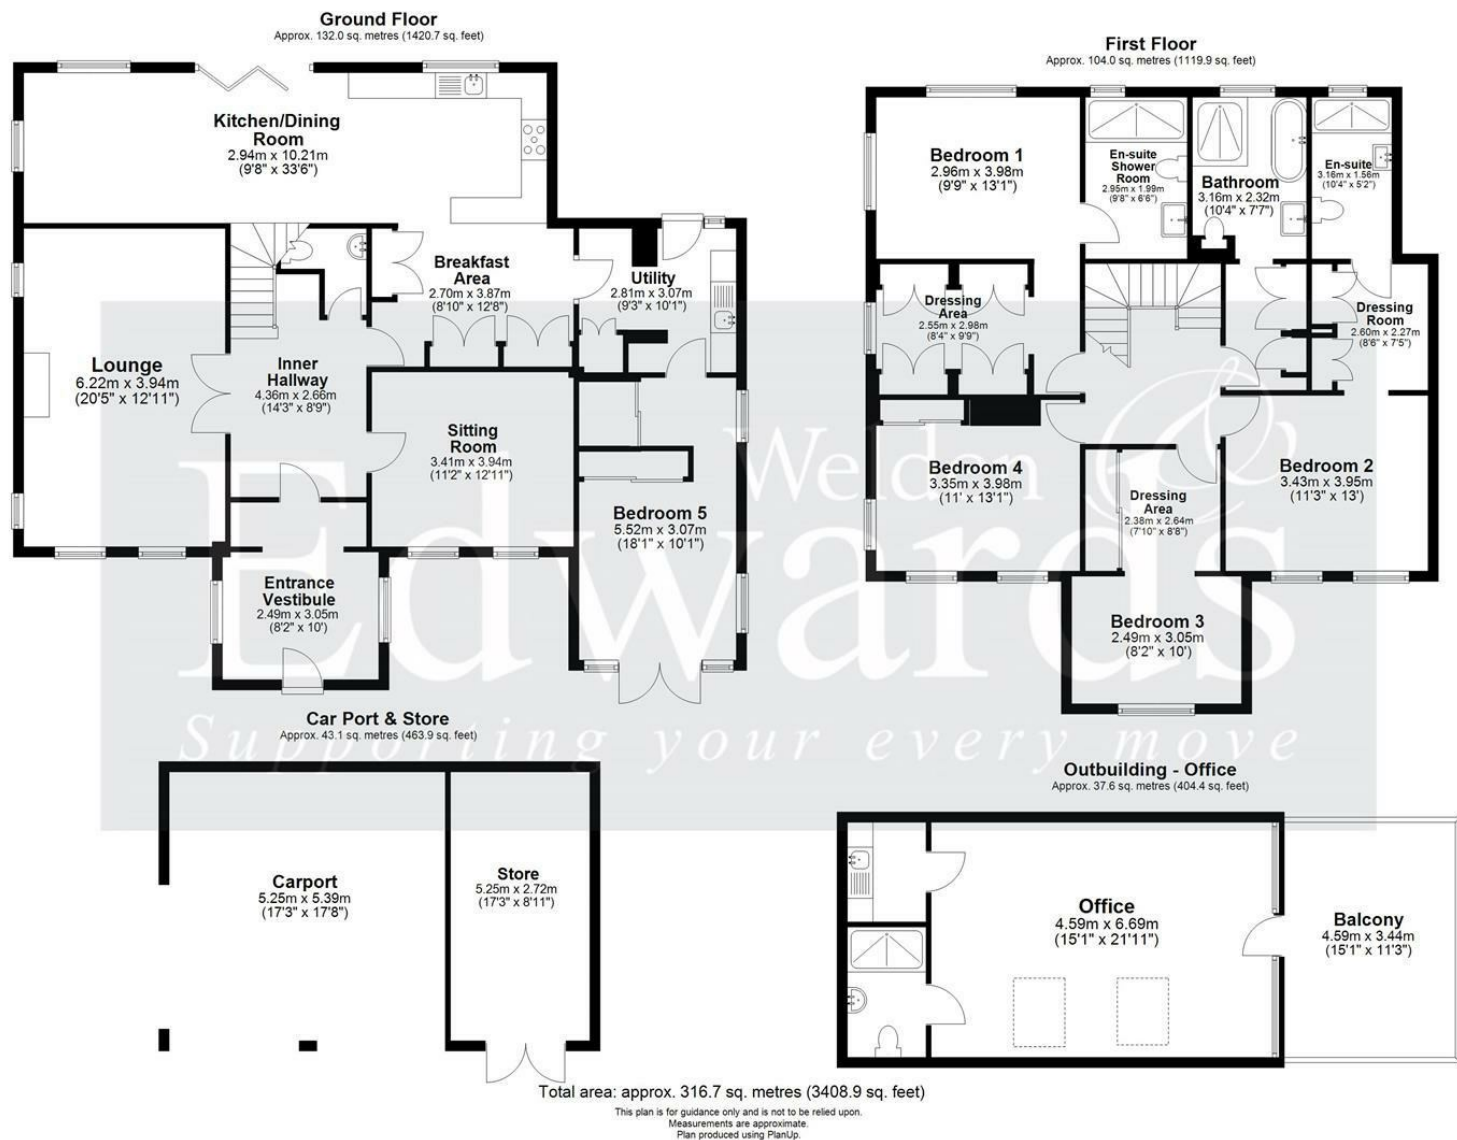 Ground Floor
Approx. 132.0 sq. metres (1420.7 sq. feet)
Kitchen/Dining
Room
2.94m x 10.21m
(9'8" x 33'6")
Breakfast
Area
2.70m x 3.87m
(8'10" x 12'8")
Utility
2.81m x 3.07m
(9'3" x 10'1")
Lounge
6.22m x 3.94m
(20'5" x 12'11")
Inner
Hallway
4.36m x 2.66m
(14'3" x 8'9")
Sitting
Room
3.41m x 3.94m
(11'2" x 12'11")
Bedroom 5
5.52m x 3.07m
(18'1" x 10'1")
Entrance
Vestibule
2.49m x 3.05m
(8'2" x 10')
First Floor
Approx. 104.0 sq. metres (1119.9 sq. feet)
Bedroom 1
2.96m x 3.98m
(9'9" x 13'1")
En-suite
Shower
Room
2.95m x 1.99m
(9'8" x 6'6")
Bathroom
3.16m x 2.32m
(10'4" x 7'7")
En-suite
3.16m x 1.56m
(10'4" x 5'2")
Dressing
Area
2.55m x 2.98m
(8'4" x 9'9")
Dressing
Room
2.60m x 2.27m
(8'6" x 7'5")
Bedroom 4
3.35m x 3.98m
(11' x 13'1")
Dressing
Area
2.38m x 2.64m
(7'10" x 8'8")
Bedroom 2
3.43m x 3.95m
(11'3" x 13')
Bedroom 3
2.49m x 3.05m
(8'2" x 10')
Weldon &
Edwards
Supporting your every move
Car Port & Store
Approx. 43.1 sq. metres (463.9 sq. feet)
Carport
5.25m x 5.39m
(17'3" x 17'8")
Store
5.25m x 2.72m
(17'3" x 8'11")
Outbuilding - Office
Approx. 37.6 sq. metres (404.4 sq. feet)
Office
4.59m x 6.69m
(15'1" x 21'11")
Balcony
4.59m x 3.44m
(15'1" x 11'3")
Total area: approx. 316.7 sq. metres (3408.9 sq. feet)
This plan is for guidance only and is not to be relied upon.
Measurements are approximate.
Plan produced using PlanUp.